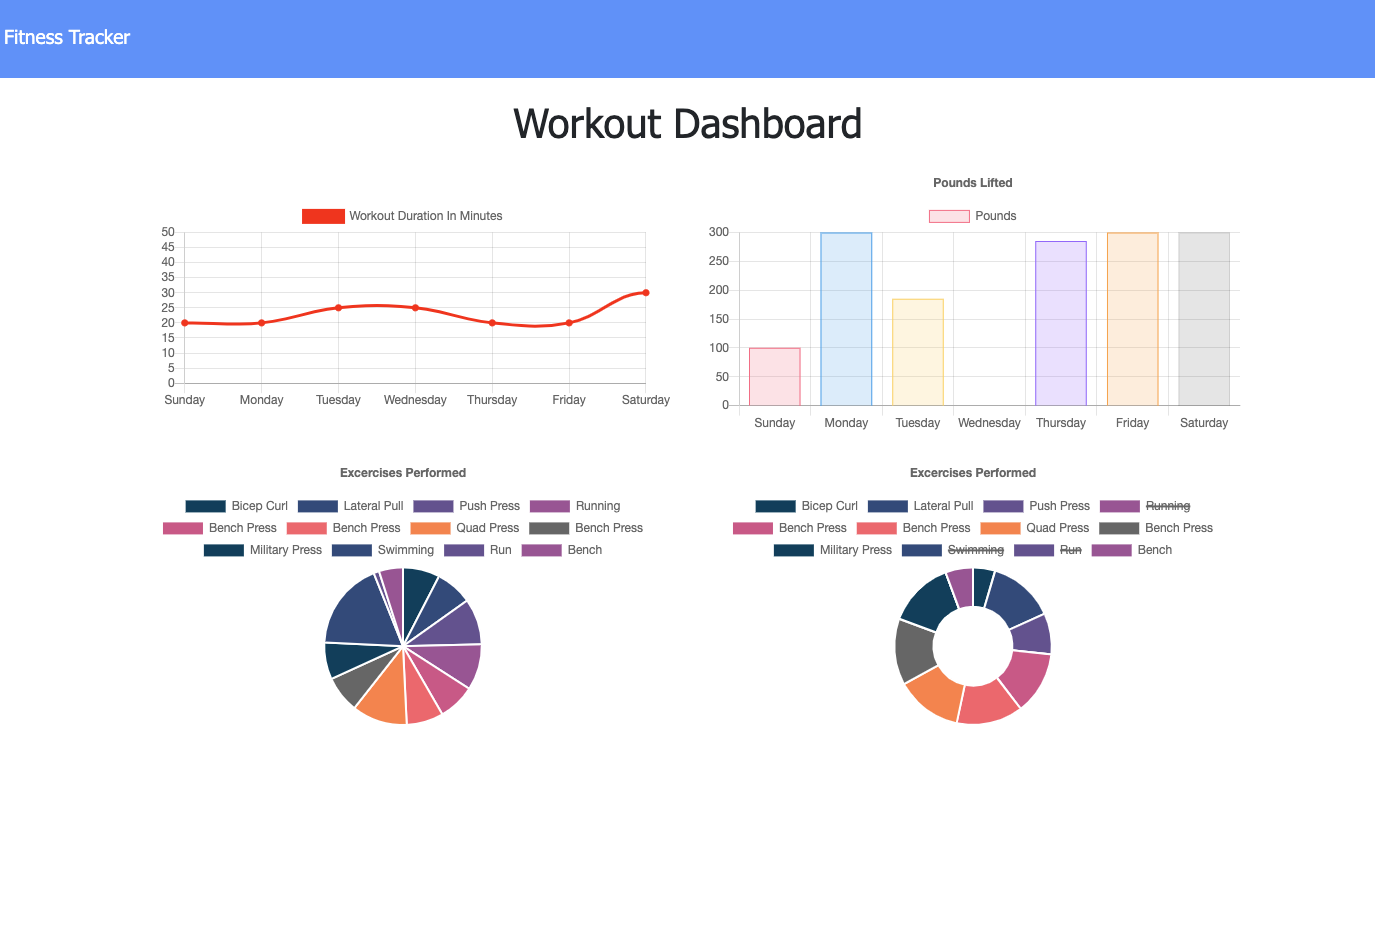 Fitness Tracker
Workout Dashboard
Workout Duration In Minutes
50
45
40
35
30
25
20
15
10
5
0
Sunday Monday Tuesday Wednesday Thursday Friday Saturday
Pounds Lifted
Pounds
300
250
200
150
100
50
0
Sunday Monday Tuesday Wednesday Thursday Friday Saturday
Excercises Performed
Bicep Curl Lateral Pull Push Press Running
Bench Press Bench Press Quad Press Bench Press
Military Press Swimming Run Bench
Excercises Performed
Bicep Curl Lateral Pull Push Press Running
Bench Press Bench Press Quad Press Bench Press
Military Press Swimming Run Bench